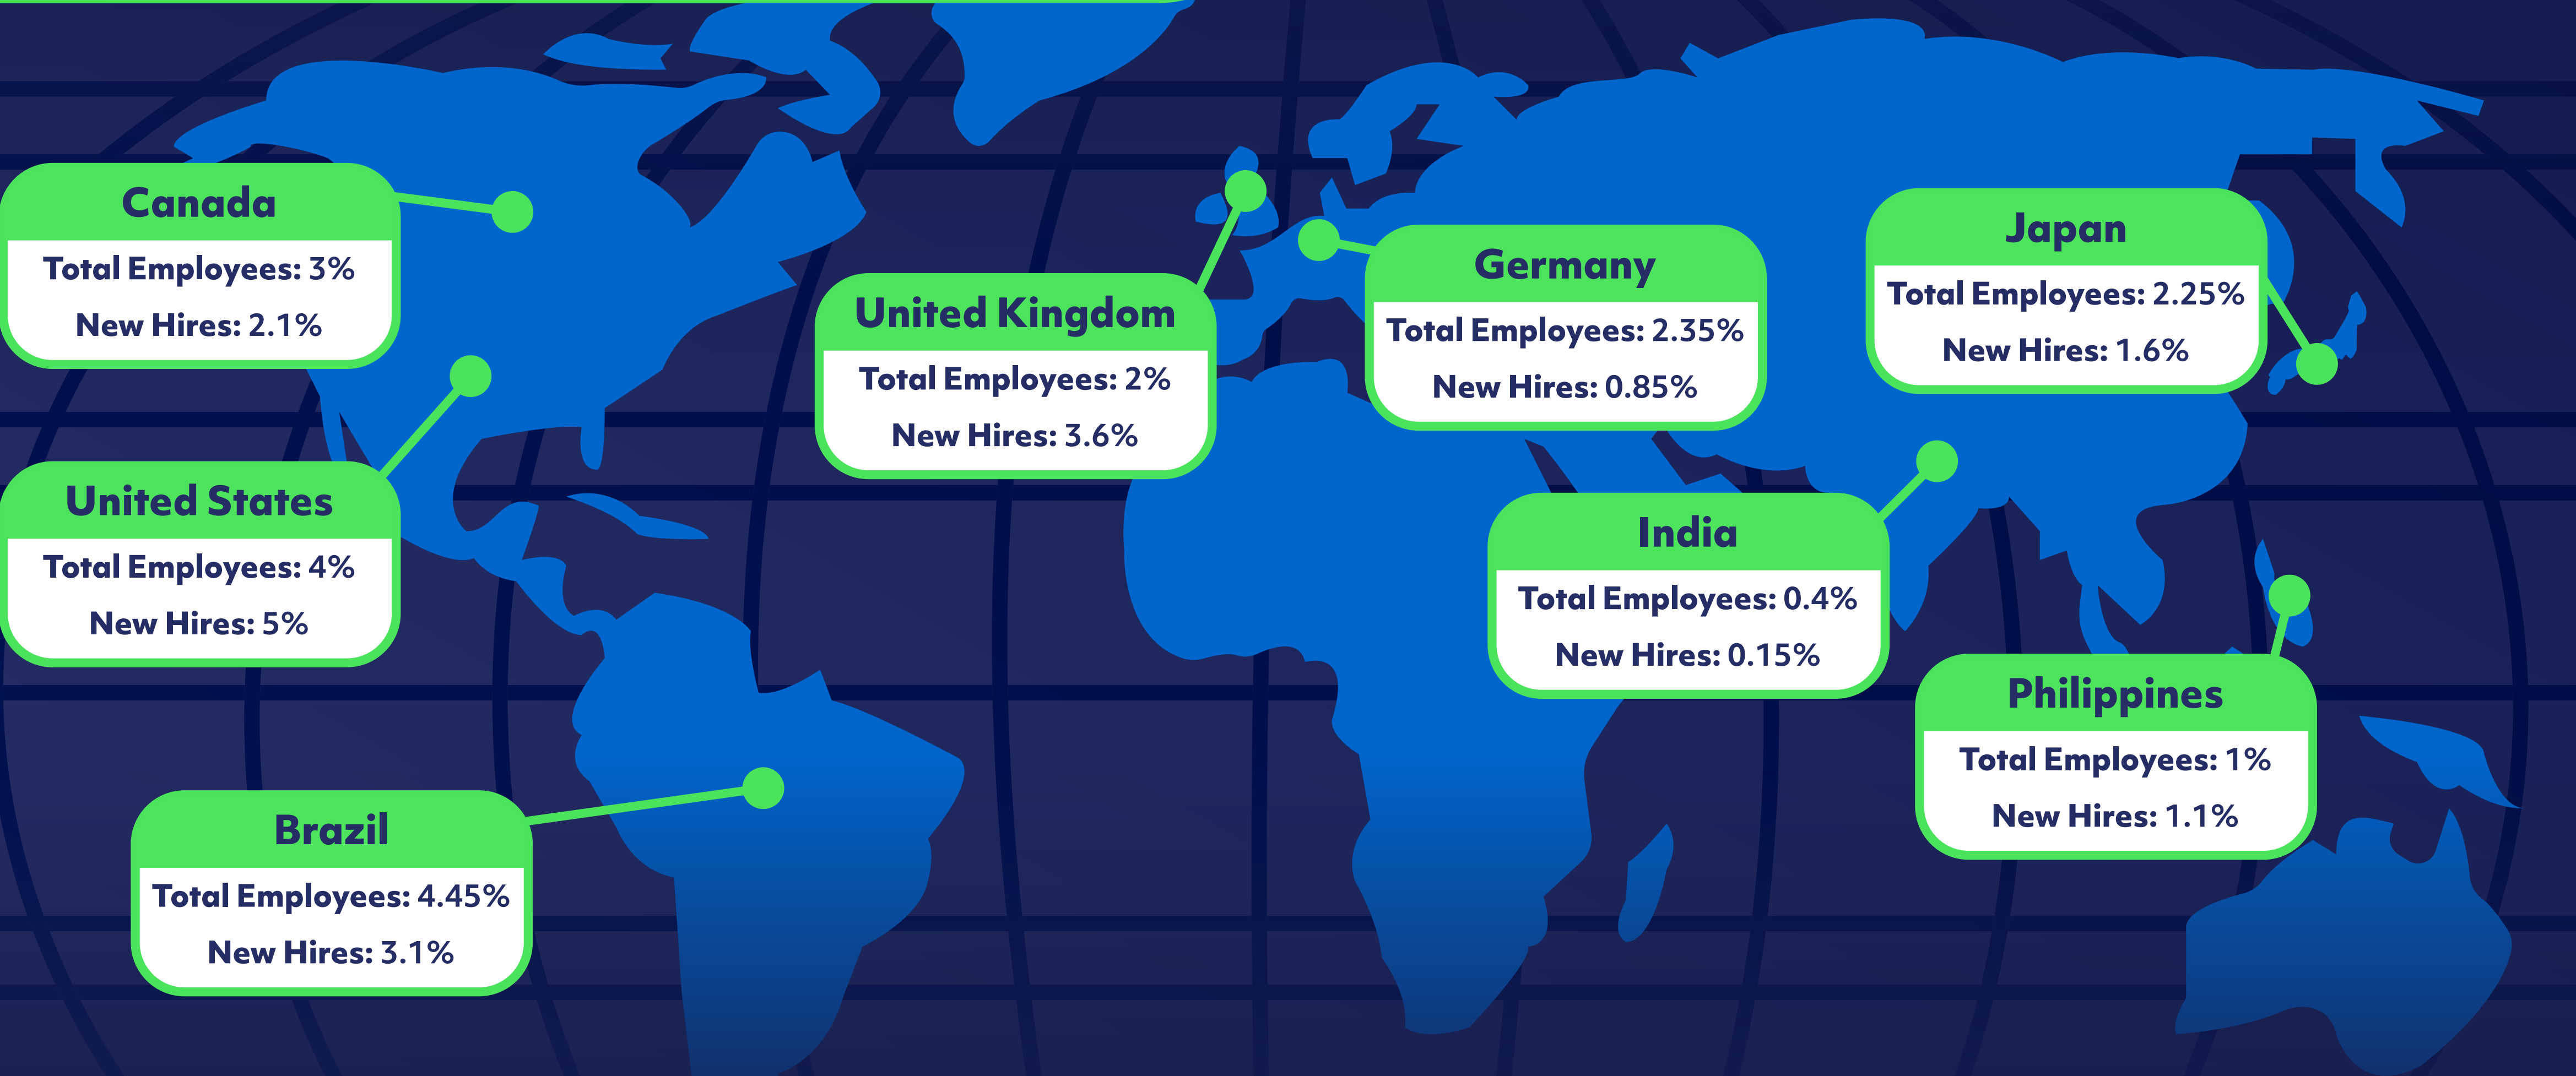 Canada
Total Employees: 3%
New Hires: 2.1%
United States
Total Employees: 4%
New Hires: 5%
Brazil
Total Employees: 4.45%
New Hires: 3.1%
United Kingdom
Total Employees: 2%
New Hires: 3.6%
Germany
Total Employees: 2.35%
New Hires: 0.85%
Japan
Total Employees: 2.25%
New Hires: 1.6%
India
Total Employees: 0.4%
New Hires: 0.15%
Philippines
Total Employees: 1%
New Hires: 1.1%